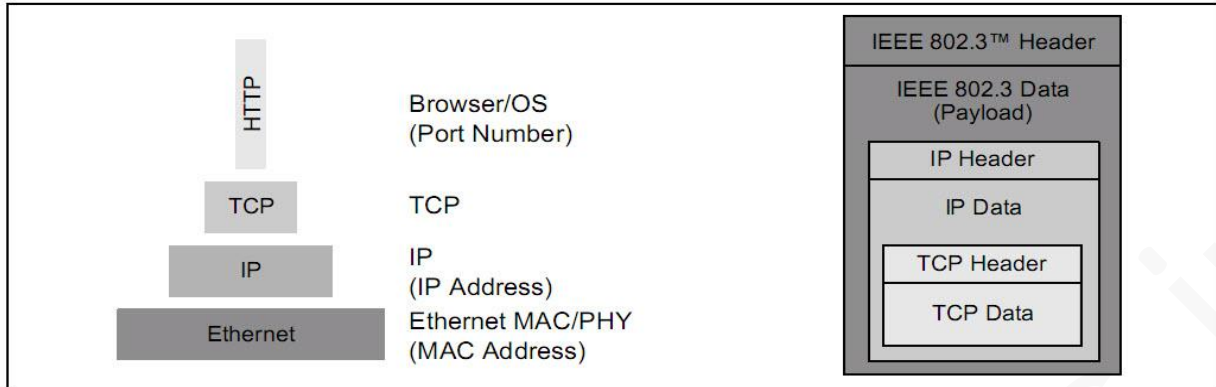 HTTP
Browser/OS
(Port Number)
TCP
TCP
IP
IP
(IP Address)
Ethernet
Ethernet MAC/PHY
(MAC Address)
IEEE 802.3™ Header
IEEE 802.3 Data
(Payload)
IP Header
IP Data
TCP Header
TCP Data